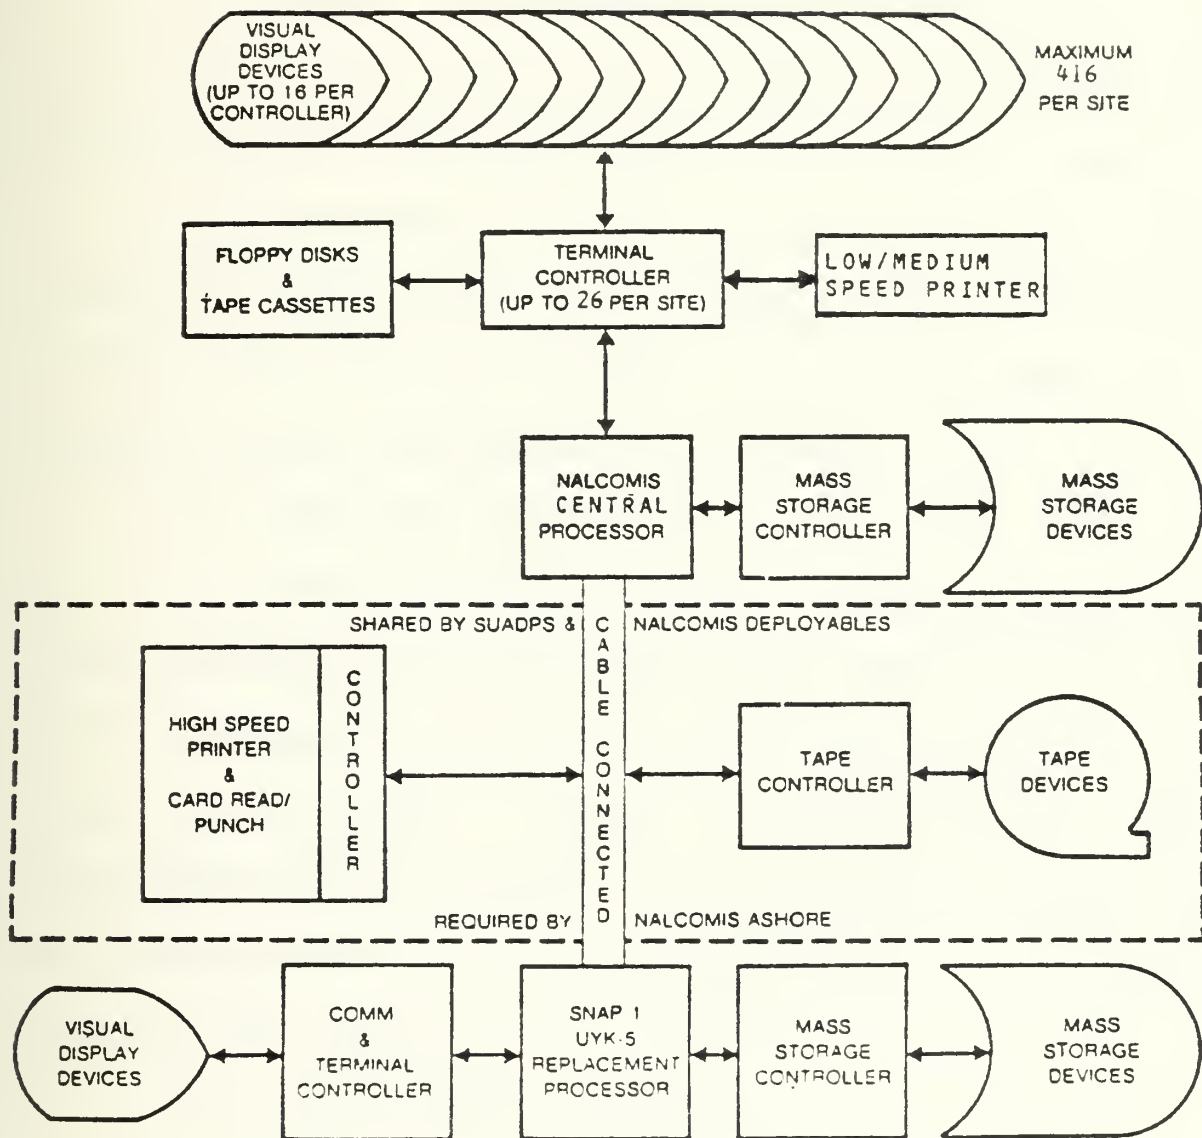 VISUAL
DISPLAY
DEVICES
(UP TO 16 PER
CONTROLLER)
MAXIMUM
416
PER SITE
FLOPPY DISKS
&
TAPE CASSETTES
TERMINAL
CONTROLLER
(UP TO 26 PER SITE)
LOW/MEDIUM
SPEED PRINTER
NALCOMIS
CENTRAL
PROCESSOR
MASS
STORAGE
CONTROLLER
MASS
STORAGE
DEVICES
SHARED BY SUADPS & NALCOMIS DEPLOYABLES
CABLE CONNECTED
HIGH SPEED
PRINTER
&
CARD READ/
PUNCH
CONTROLLER
TAPE
CONTROLLER
TAPE
DEVICES
REQUIRED BY NALCOMIS ASHORE
VISUAL
DISPLAY
DEVICES
COMM
&
TERMINAL
CONTROLLER
SNAP 1
UYK-5
REPLACEMENT
PROCESSOR
MASS
STORAGE
CONTROLLER
MASS
STORAGE
DEVICES